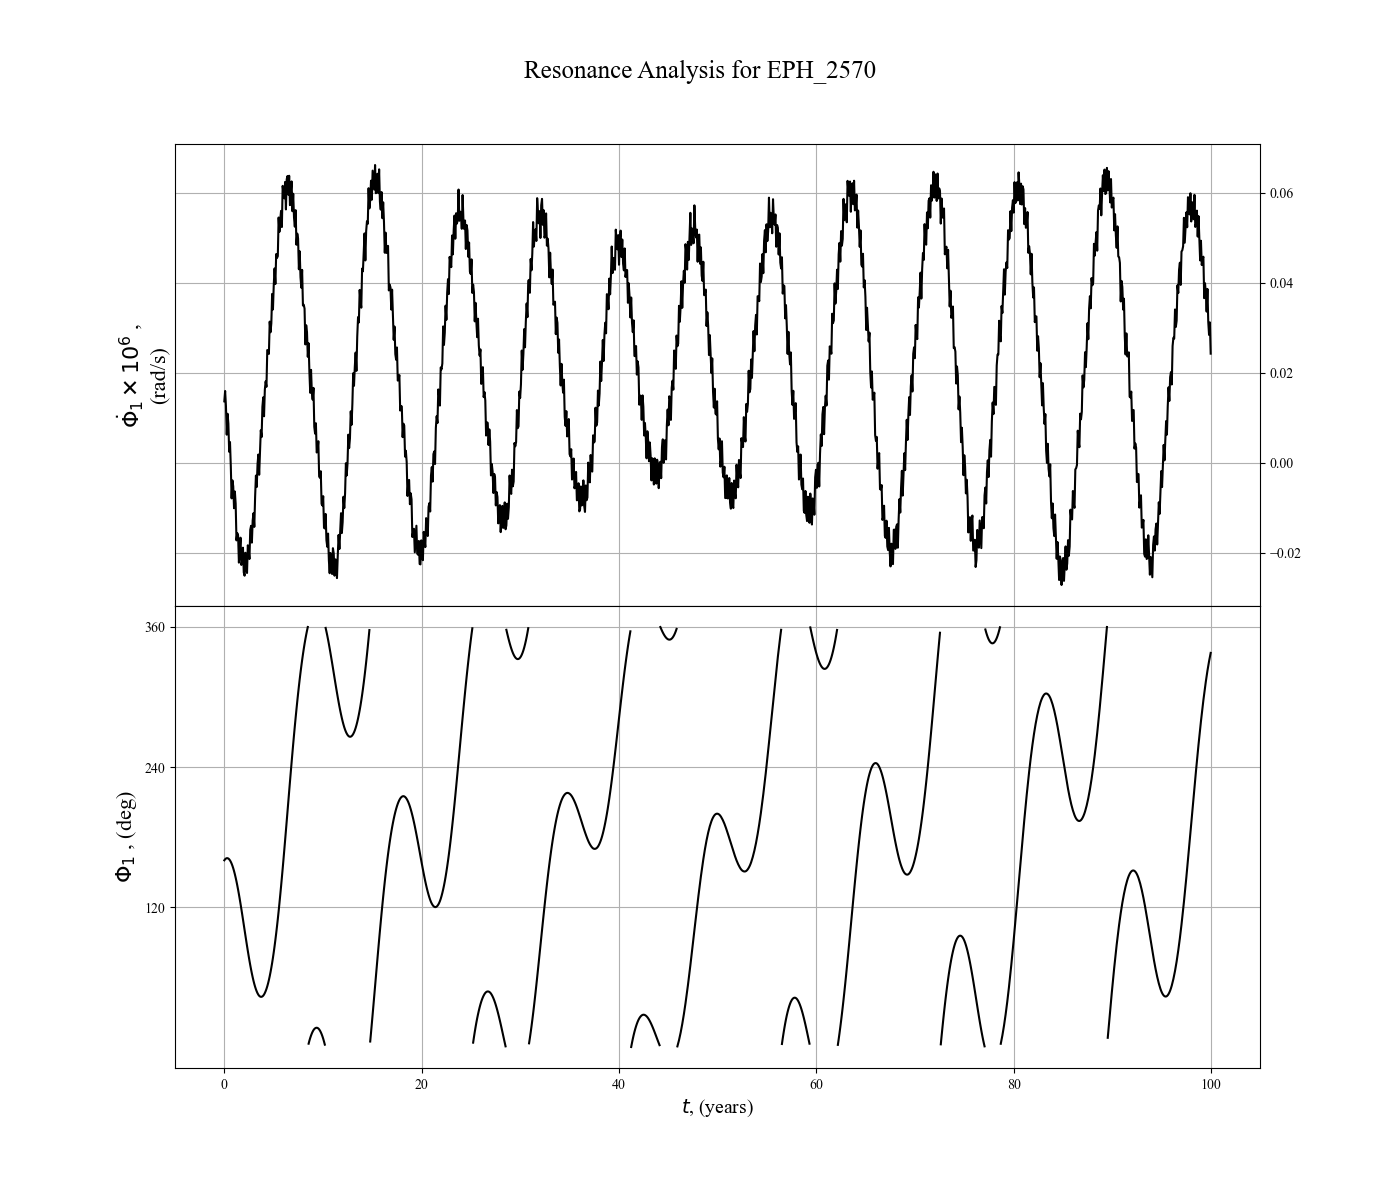 Resonance Analysis for EPH_2570
Φ̇₁ × 10⁶ ,
(rad/s)
0.06
0.04
0.02
0.00
−0.02
360
240
120
Φ₁ , (deg)
0 20 40 60 80 100
t, (years)